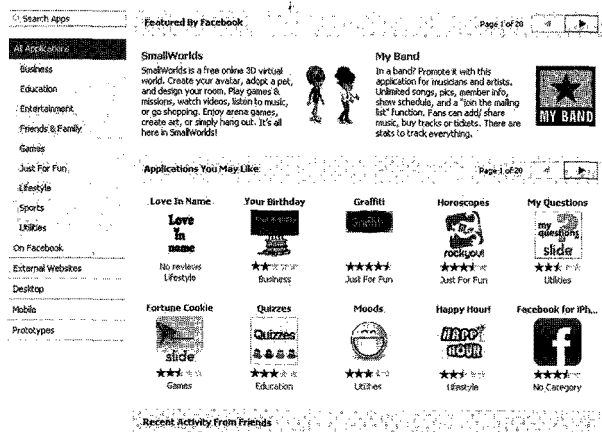 Search Apps
All Applications
Business
Education
Entertainment
Friends & Family
Games
Just For Fun
Lifestyle
Sports
Utilities
On Facebook
External Websites
Desktop
Mobile
Prototypes
Featured By Facebook
Page 1 of 20
SmallWorlds
SmallWorlds is a free online 3D virtual
world. Create your avatar, adopt a pet,
and design your room. Play games &
missions, watch videos, listen to music,
or go shopping. Enjoy arena games,
create art, or simply hang out. It's all
here in SmallWorlds!
My Band
In a band? Promote it with this
application for musicians and artists.
Unlimited songs, pics, member info,
show schedule, and a "join the mailing
list" function. Fans can add/ share
music, buy tracks or tickets. There are
stats to track everything.
MY BAND
Applications You May Like
Page 1 of 20
Love In Name
Love
in
name
No reviews
Lifestyle
Your Birthday
Business
Graffiti
Just For Fun
Horoscopes
rockyou!
Just For Fun
My Questions
my
questions
slide
Utilities
Fortune Cookie
slide
Games
Quizzes
Quizzes
Education
Moods
Utilities
Happy Hour!
HAPPY
HOUR
Lifestyle
Facebook for iPh...
f
No Category
Recent Activity From Friends